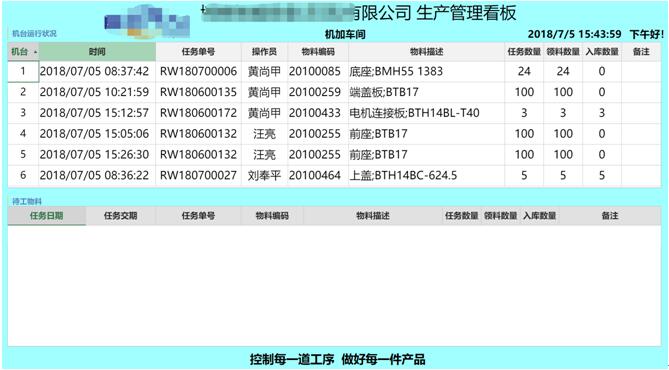 有限公司 生产管理看板
机台运行状况 机加车间 2018/7/5 15:43:59 下午好!
机台 时间 任务单号 操作员 物料编码 物料描述 任务数量 领料数量 入库数量 备注
1 2018/07/05 08:37:42 RW180700006 黄尚甲 20100085 底座;BMH55 1383 24 24 0
2 2018/07/05 10:21:59 RW180600135 黄尚甲 20100259 端盖板;BTB17 100 100 0
3 2018/07/05 15:12:57 RW180600172 黄尚甲 20100433 电机连接板;BTH14BL-T40 3 3 3
4 2018/07/05 15:05:06 RW180600132 汪亮 20100255 前座;BTB17 100 100 0
5 2018/07/05 15:26:30 RW180600132 汪亮 20100255 前座;BTB17 100 100 0
6 2018/07/05 08:36:22 RW180700027 刘奉平 20100464 上盖;BTH14BC-624.5 5 5 5
待工物料
任务日期 任务交期 任务单号 物料编码 物料描述 任务数量 领料数量 入库数量 备注
控制每一道工序 做好每一件产品